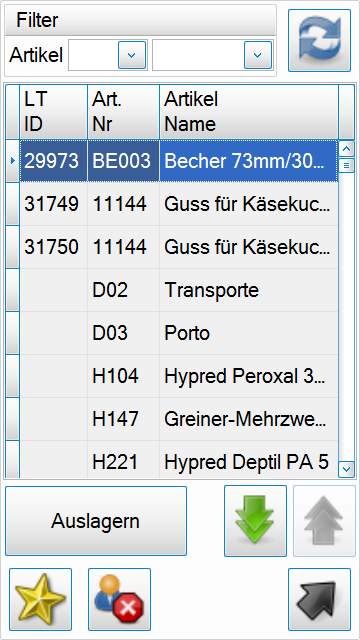 Filter
Artikel
LT ID Art. Nr Artikel Name
29973 BE003 Becher 73mm/30...
31749 11144 Guss für Käsekuc...
31750 11144 Guss für Käsekuc...
D02 Transporte
D03 Porto
H104 Hypred Peroxal 3...
H147 Greiner-Mehrzwe...
H221 Hypred Deptil PA 5
Auslagern